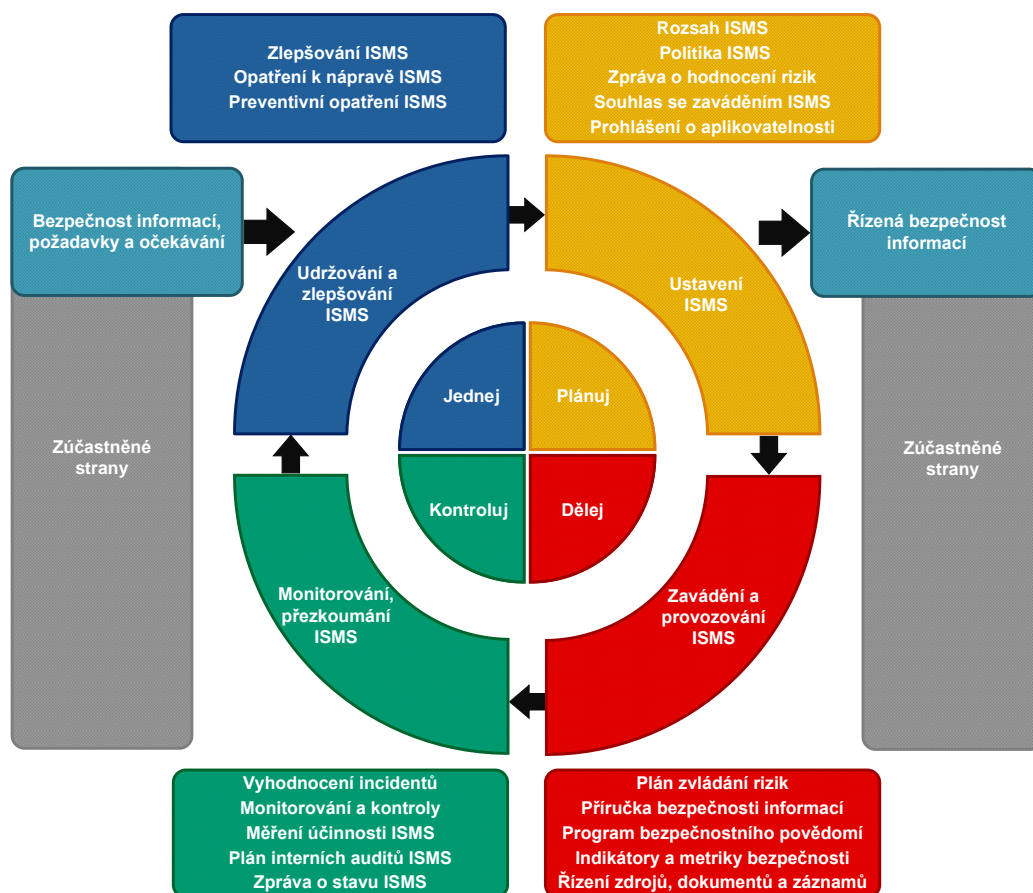 Zlepšování ISMS
Opatření k nápravě ISMS
Preventivní opatření ISMS
Rozsah ISMS
Politika ISMS
Zpráva o hodnocení rizik
Souhlas se zaváděním ISMS
Prohlášení o aplikovatelnosti
Bezpečnost informací,
požadavky a očekávání
Řízená bezpečnost
informací
Udržování a
zlepšování
ISMS
Ustavení
ISMS
Jednej
Plánuj
Zúčastněné
strany
Zúčastněné
strany
Kontroluj
Dělej
Monitorování,
přezkoumání
ISMS
Zavádění a
provozování
ISMS
Vyhodnocení incidentů
Monitorování a kontroly
Měření účinnosti ISMS
Plán interních auditů ISMS
Zpráva o stavu ISMS
Plán zvládání rizik
Příručka bezpečnosti informací
Program bezpečnostního povědomí
Indikátory a metriky bezpečnosti
Řízení zdrojů, dokumentů a záznamů